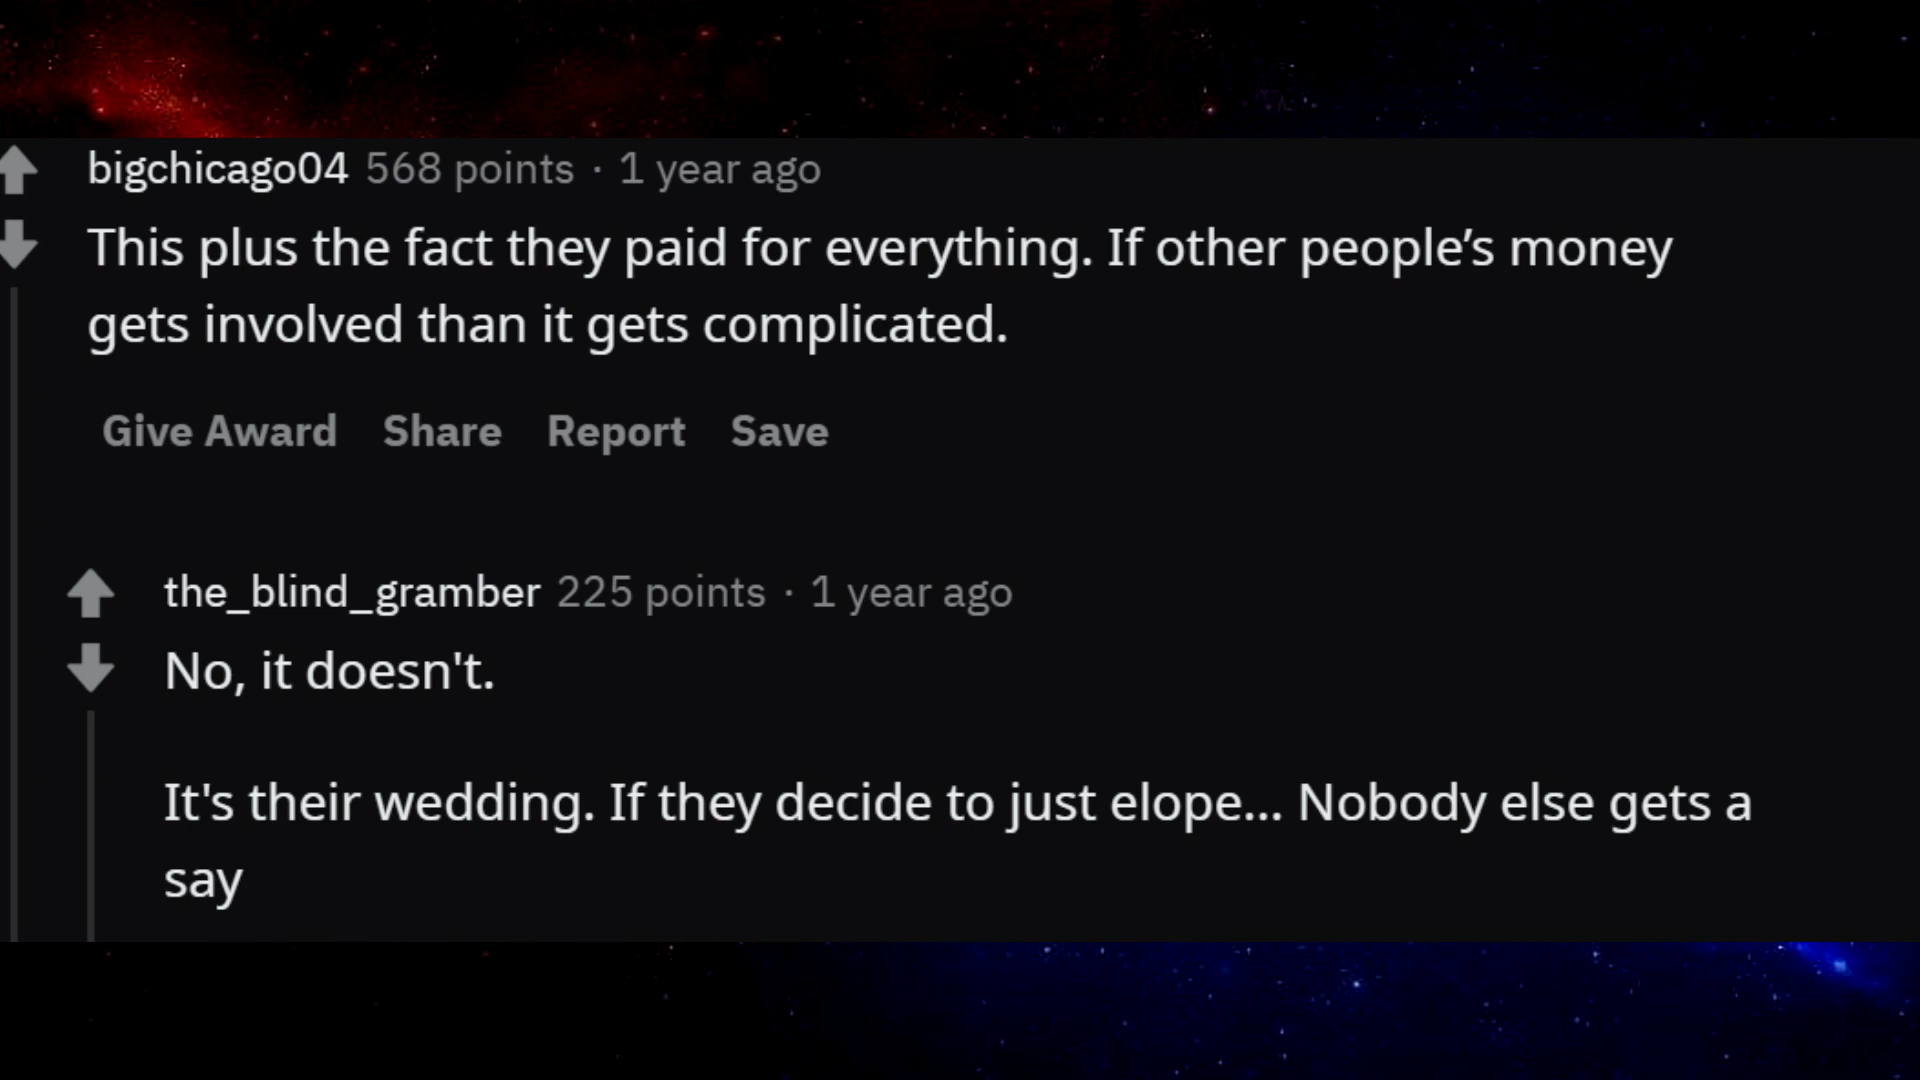 bigchicago04 568 points · 1 year ago
This plus the fact they paid for everything. If other people’s money
gets involved than it gets complicated.
Give Award Share Report Save
the_blind_gramber 225 points · 1 year ago
No, it doesn't.
It's their wedding. If they decide to just elope... Nobody else gets a
say